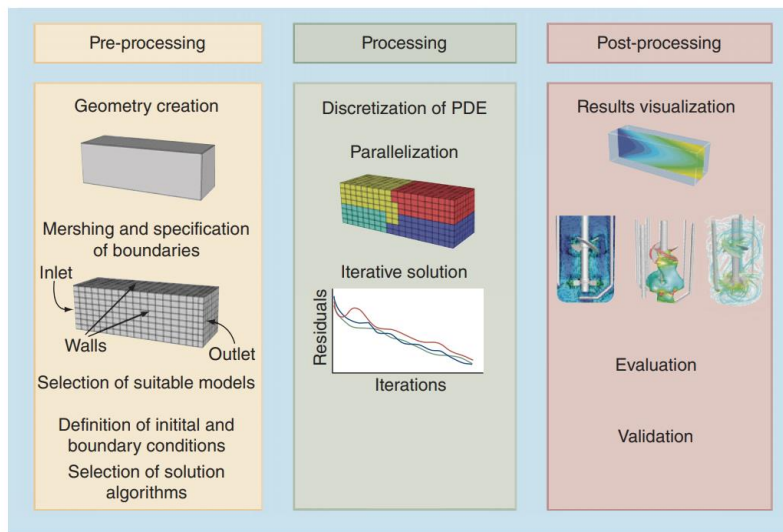 Pre-processing
Geometry creation
Mershing and specification
of boundaries
Inlet
Walls
Outlet
Selection of suitable models
Definition of initital and
boundary conditions
Selection of solution
algorithms
Processing
Discretization of PDE
Parallelization
Iterative solution
Residuals
Iterations
Post-processing
Results visualization
Evaluation
Validation